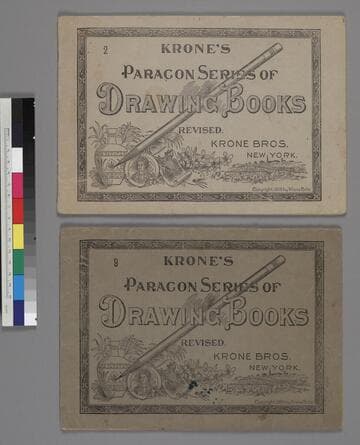 2
KRONE'S
PARAGON SERIES OF
DRAWING BOOKS
REVISED.
KRONE BROS.
NEW YORK.
8
KRONE'S
PARAGON SERIES OF
DRAWING BOOKS
REVISED.
KRONE BROS.
NEW YORK.